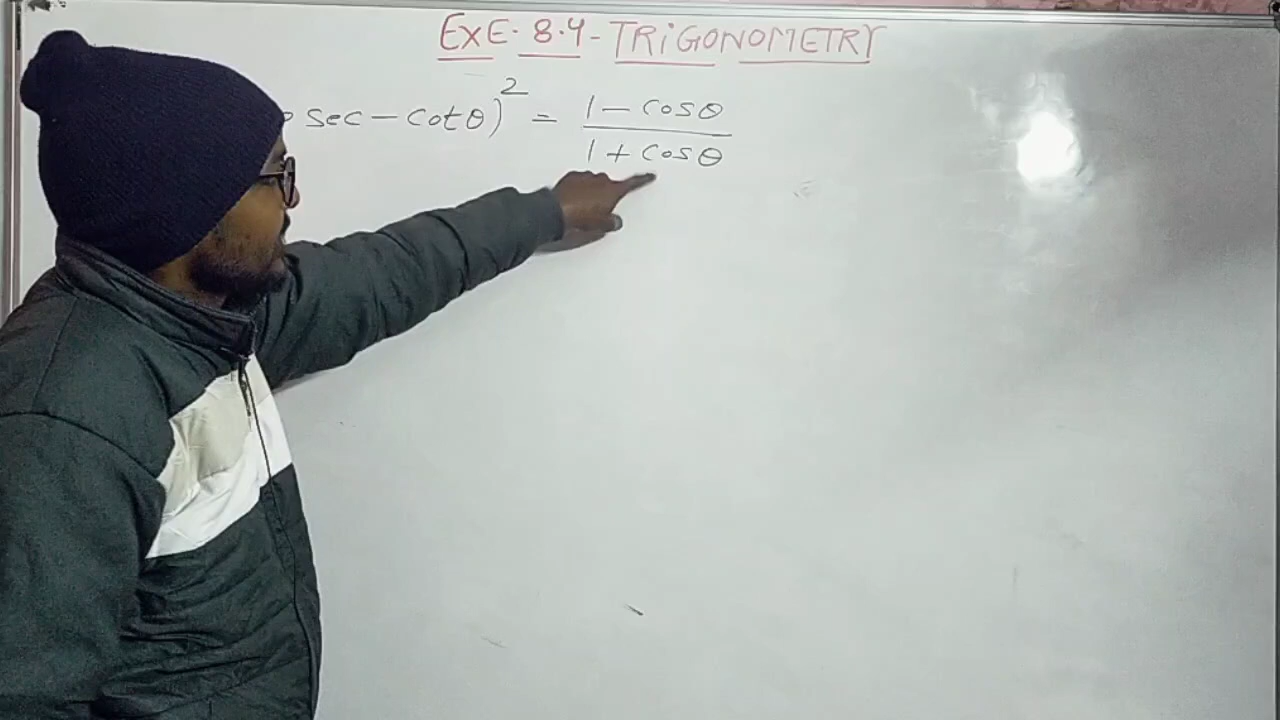 EXE. 8.4 - TRIGONOMETRY
sec - cotθ)² = 1 - cosθ
1 + cosθ